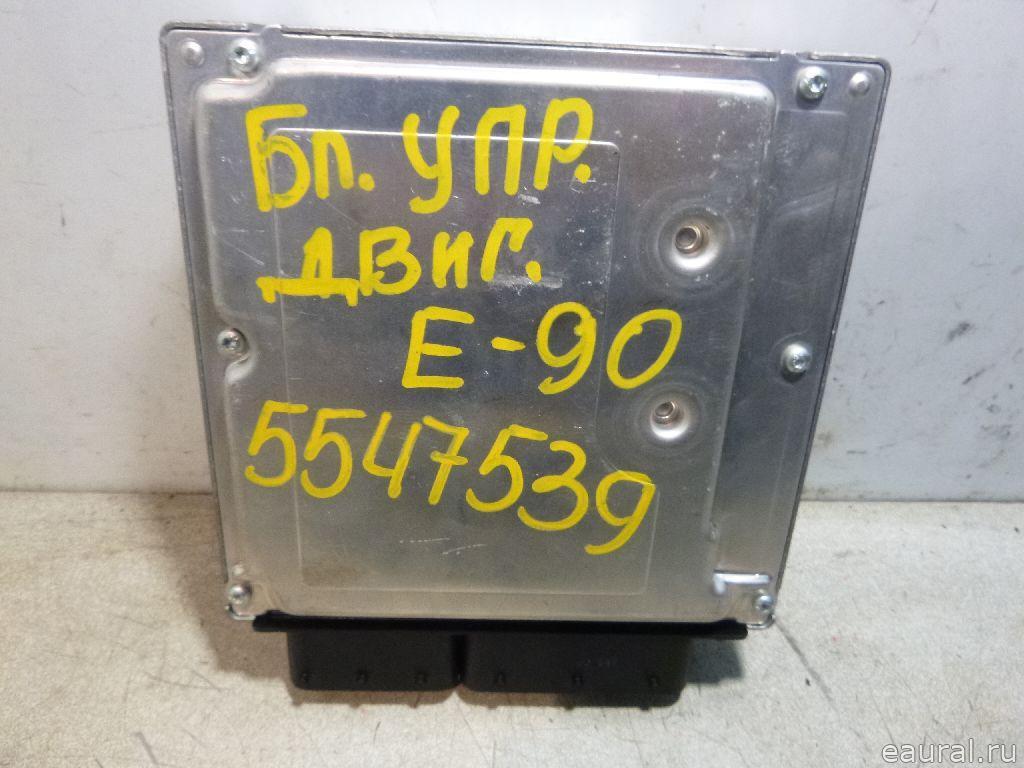 Бл. УПР.
ДВИГ.
Е-90
5547539
eaural.ru